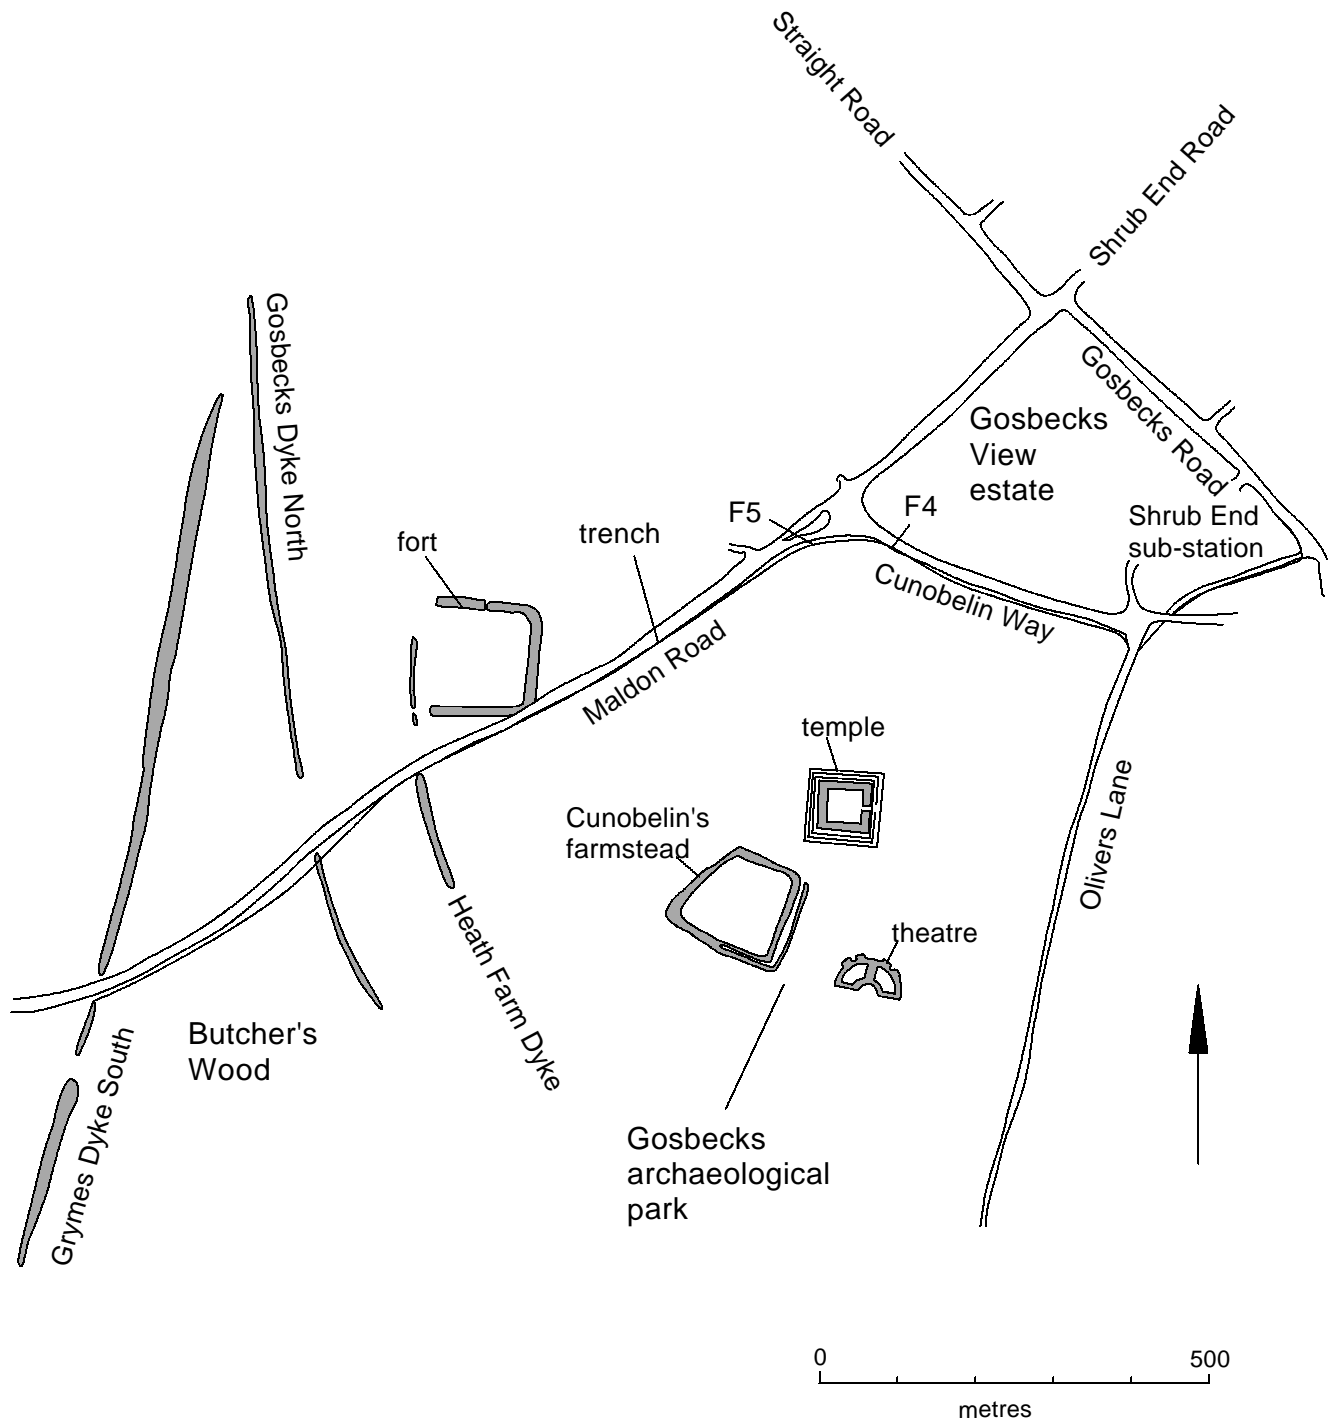 Straight Road
Shrub End Road
Gosbecks Dyke North
Gosbecks Road
Gosbecks
View
estate
F5
F4
Shrub End
sub-station
fort
trench
Cunobelin Way
Maldon Road
temple
Olivers Lane
Cunobelin's
farmstead
Heath Farm Dyke
theatre
Butcher's
Wood
Grymes Dyke South
Gosbecks
archaeological
park
0
500
metres